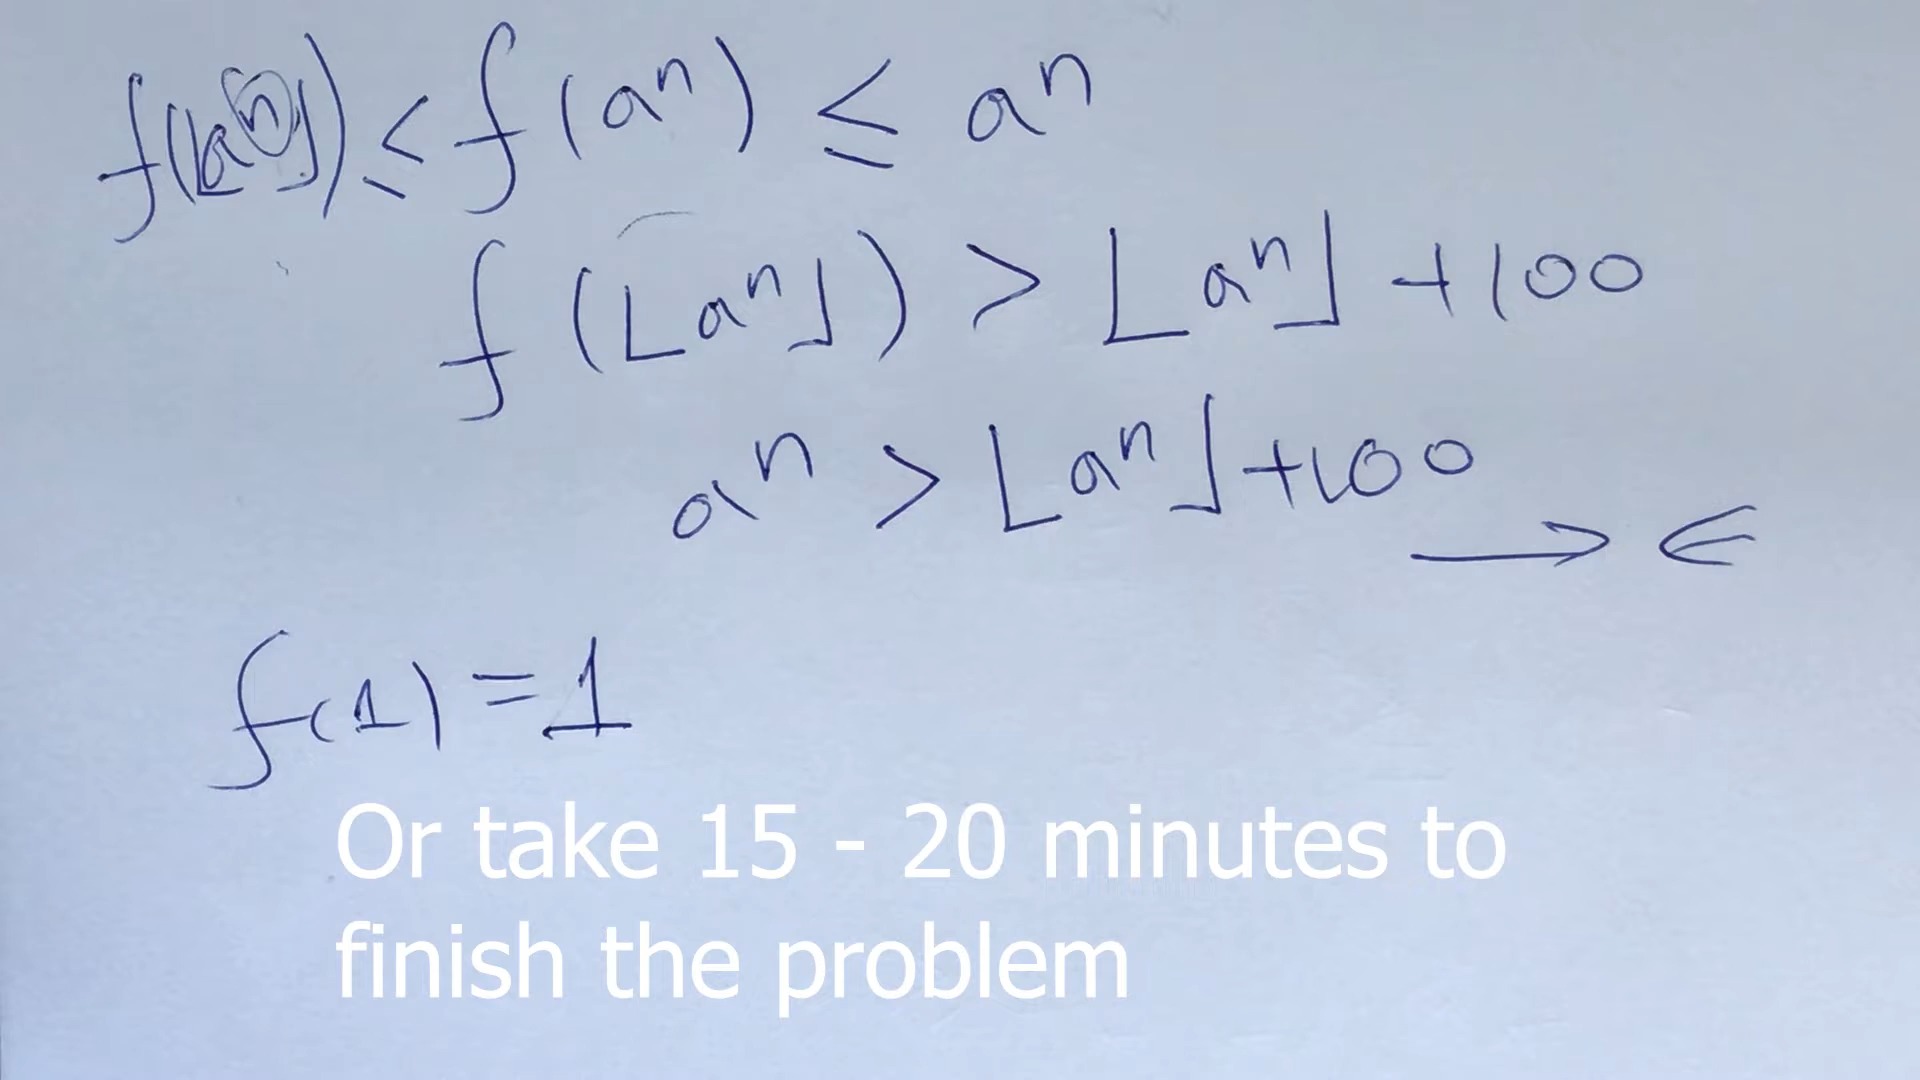 f(⌊aⁿ⌋) ≤ f(aⁿ) ≤ aⁿ
f(⌊aⁿ⌋) > ⌊aⁿ⌋ + 100
aⁿ > ⌊aⁿ⌋ + 100
f(1) = 1
Or take 15 - 20 minutes to
finish the problem